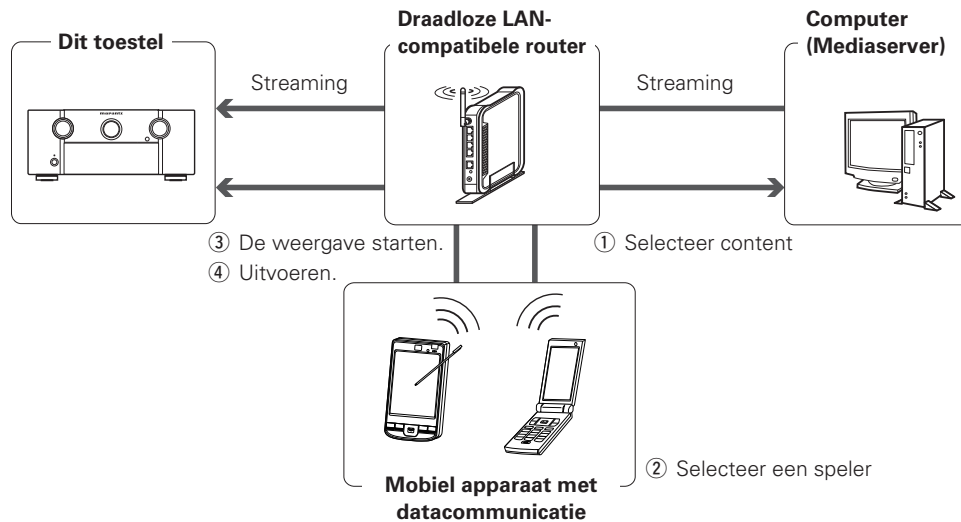 Draadloze LAN-
compatibele router
Computer
(Mediaserver)
Dit toestel
Streaming
Streaming
marantz
③ De weergave starten.
④ Uitvoeren.
① Selecteer content
② Selecteer een speler
Mobiel apparaat met
datacommunicatie